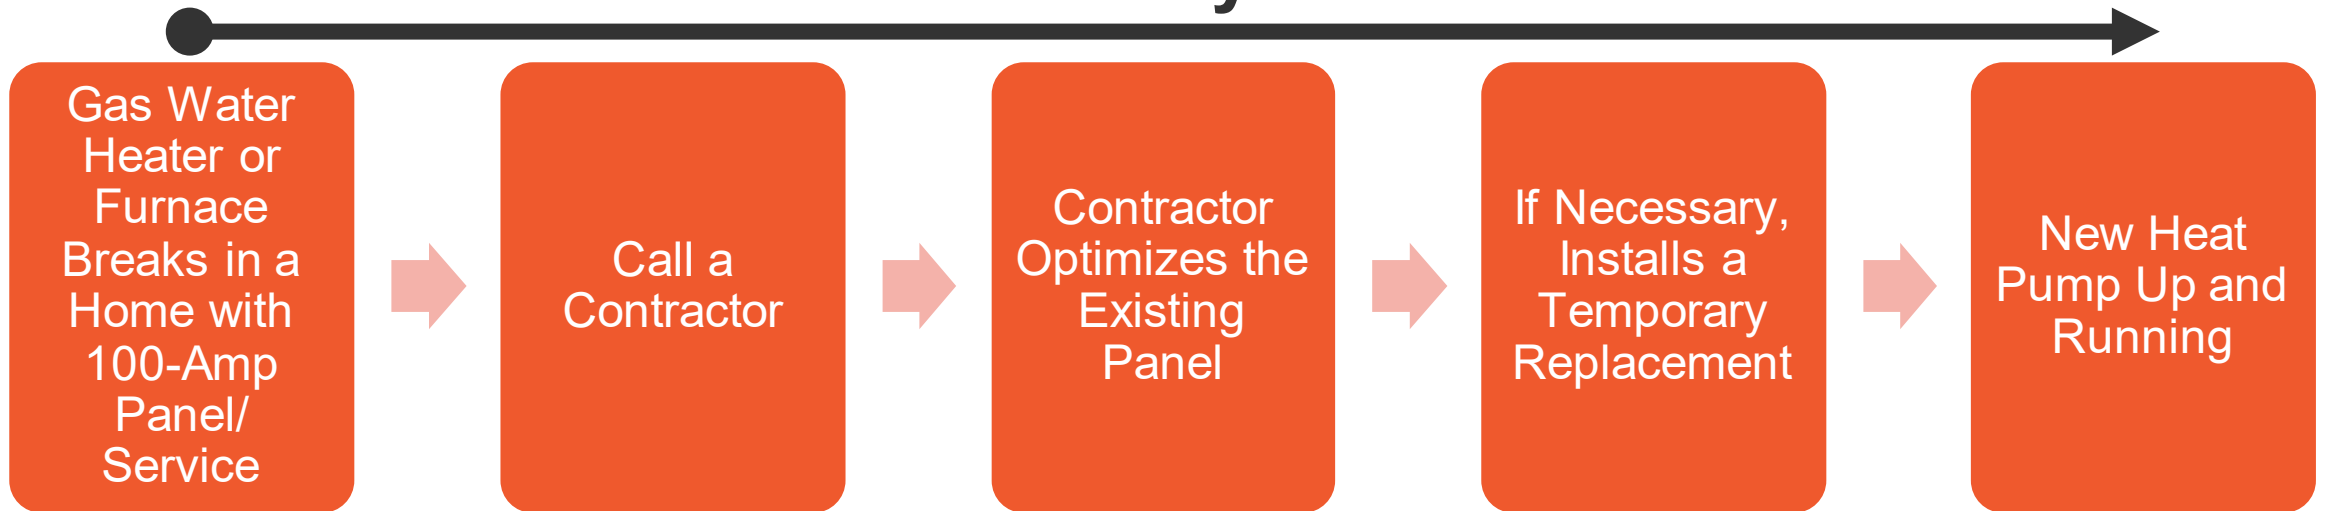 Gas Water
Heater or
Furnace
Breaks in a
Home with
100-Amp
Panel/
Service
Call a
Contractor
Contractor
Optimizes the
Existing
Panel
If Necessary,
Installs a
Temporary
Replacement
New Heat
Pump Up and
Running